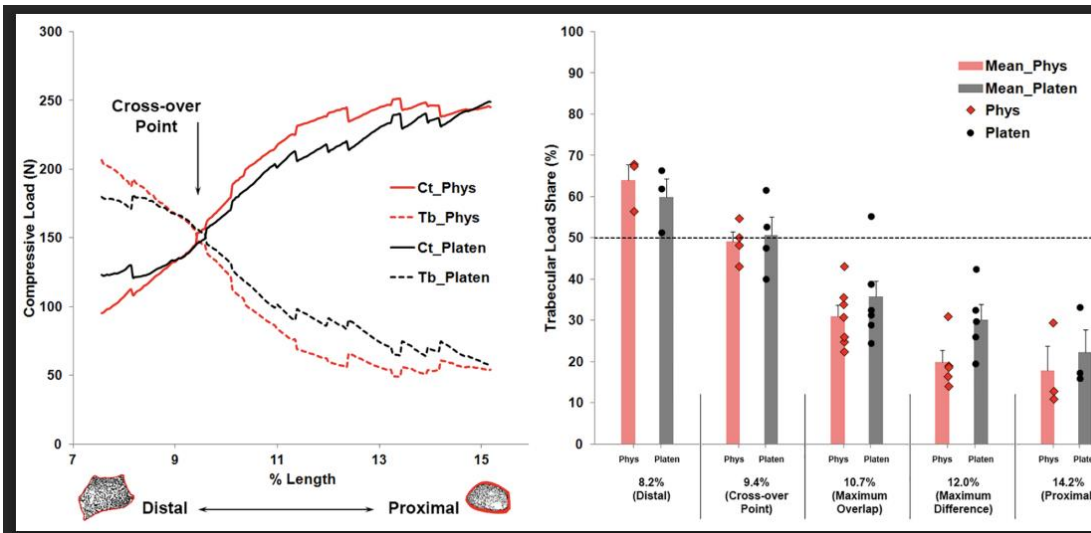 300
250
200
150
100
50
0
Compressive Load (N)
Cross-over
Point
Ct_Phys
Tb_Phys
Ct_Platen
Tb_Platen
7
9
11
13
15
% Length
Distal
Proximal
100
90
80
70
60
50
40
30
20
10
0
Trabecular Load Share (%)
Mean_Phys
Mean_Platen
Phys
Platen
Phys Platen Phys Platen Phys Platen Phys Platen Phys Platen
8.2%
(Distal)
9.4%
(Cross-over
Point)
10.7%
(Maximum
Overlap)
12.0%
(Maximum
Difference)
14.2%
(Proximal